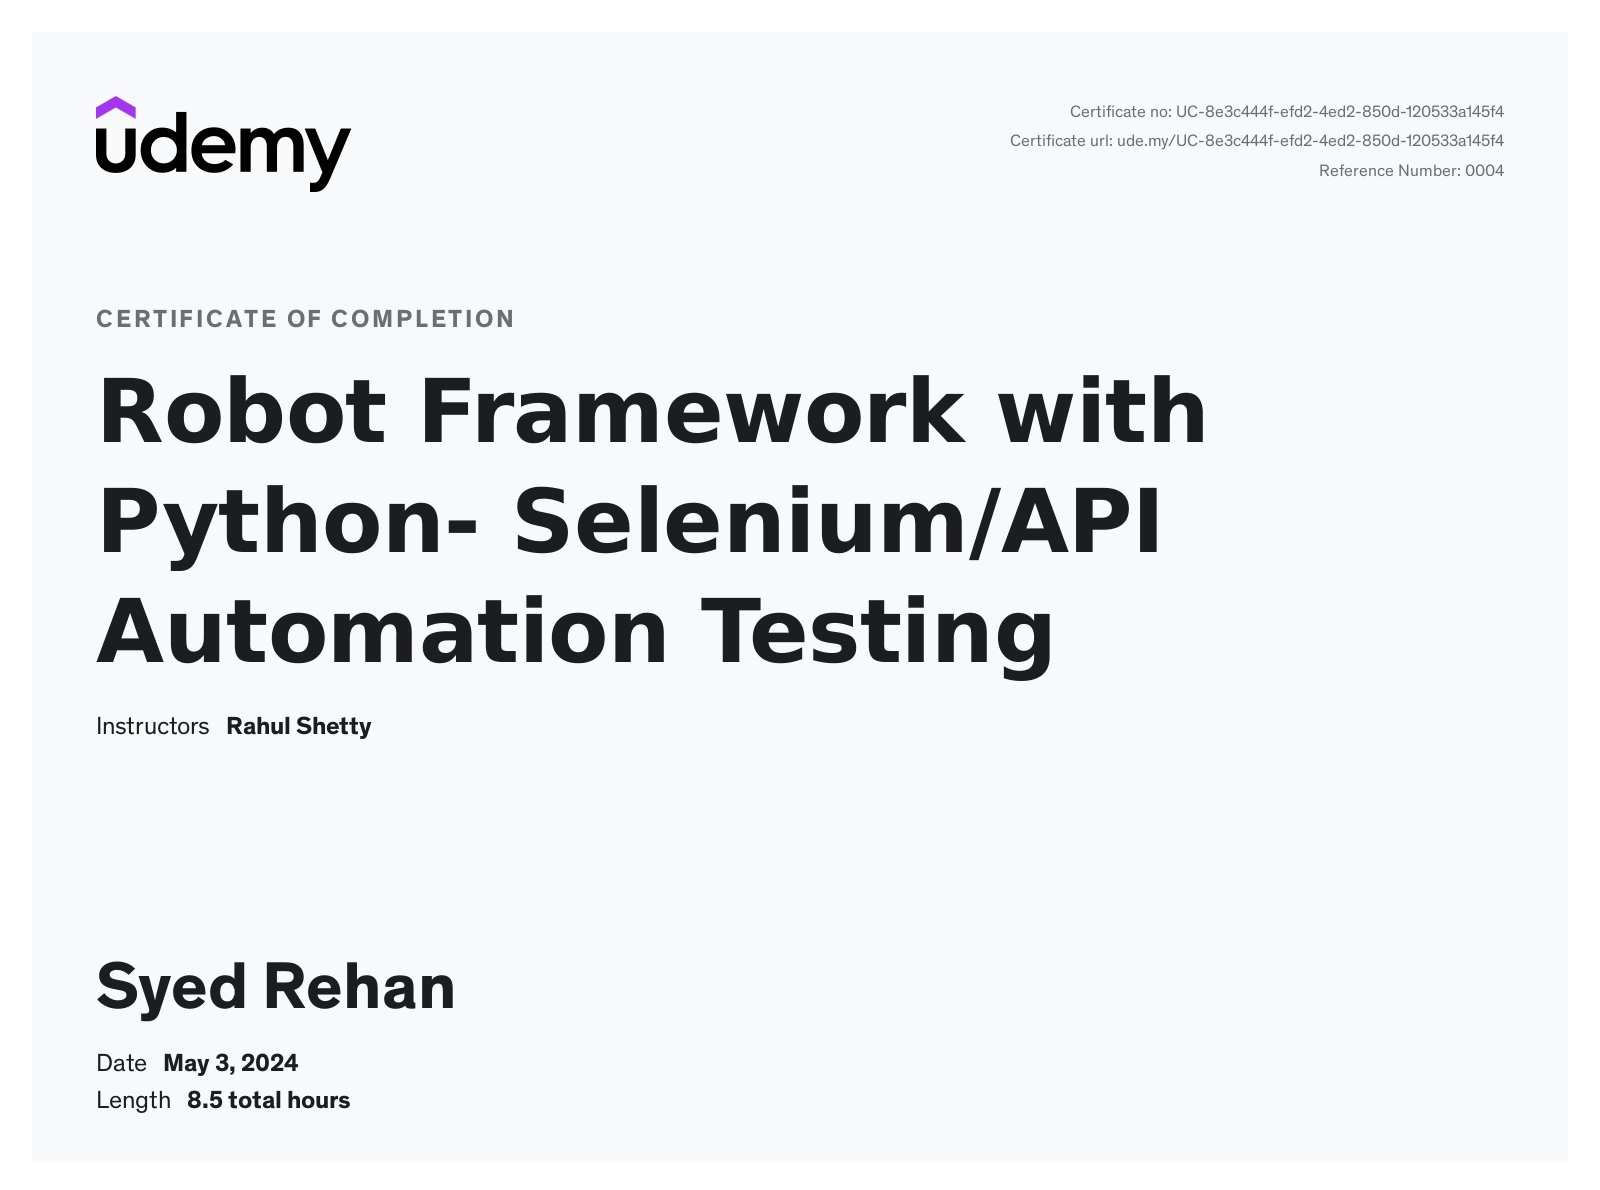 udemy
Certificate no: UC-8e3c444f-efd2-4ed2-850d-120533a145f4
Certificate url: ude.my/UC-8e3c444f-efd2-4ed2-850d-120533a145f4
Reference Number: 0004
CERTIFICATE OF COMPLETION
Robot Framework with
Python- Selenium/API
Automation Testing
Instructors Rahul Shetty
Syed Rehan
Date May 3, 2024
Length 8.5 total hours